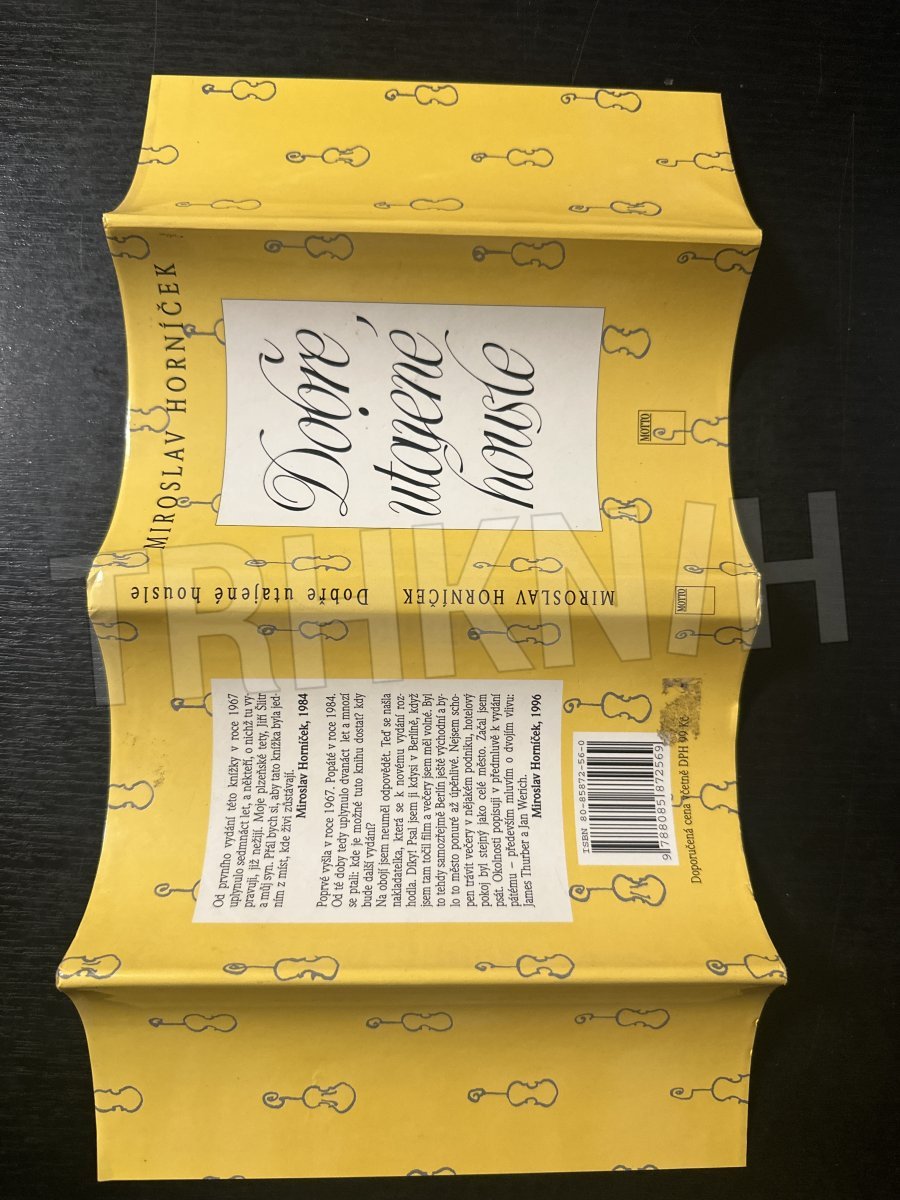 MIROSLAV HORNÍČEK
Dobře
utajené
housle
MOTTO
MIROSLAV HORNÍČEK Dobře utajené housle
MOTTO
Od prvního vydání této knížky v roce 1967
uplynulo sedmnáct let, a někteří, o nichž tu vy-
pravuji, již nežijí. Moje plzeňské tety, Jiří Šlitr
a můj syn. Přál bych si, aby tato knížka byla jed-
ním z míst, kde živi zůstávají.
Miroslav Horníček, 1984
Poprvé vyšla v roce 1967. Popáté v roce 1984.
Od té doby tedy uplynulo dvanáct let a mnozí
se ptali: kde je možné tuto knihu dostat? kdy
bude další vydání?
Na obojí jsem neuměl odpovědět. Teď se našla
nakladatelka, která se k novému vydání roz-
hodla. Díky! Psal jsem ji kdysi v Berlíně, když
jsem tam točil film a večery jsem měl volné. Byl
to tehdy samozřejmě Berlín ještě východní a by-
lo to město ponuré až úpěnlivé. Nejsem scho-
pen trávit večery v nějakém podniku, hotelový
pokoj byl stejný jako celé město. Začal jsem
psát. Okolnosti popisuji v předmluvě k vydání
pátému – především mluvím o dvojím vlivu:
James Thurber a Jan Werich.
Miroslav Horníček, 1996
ISBN 80-85872-56-0
9 788085 872569
Doporučená cena včetně DPH 99 Kč
TRHKNIH